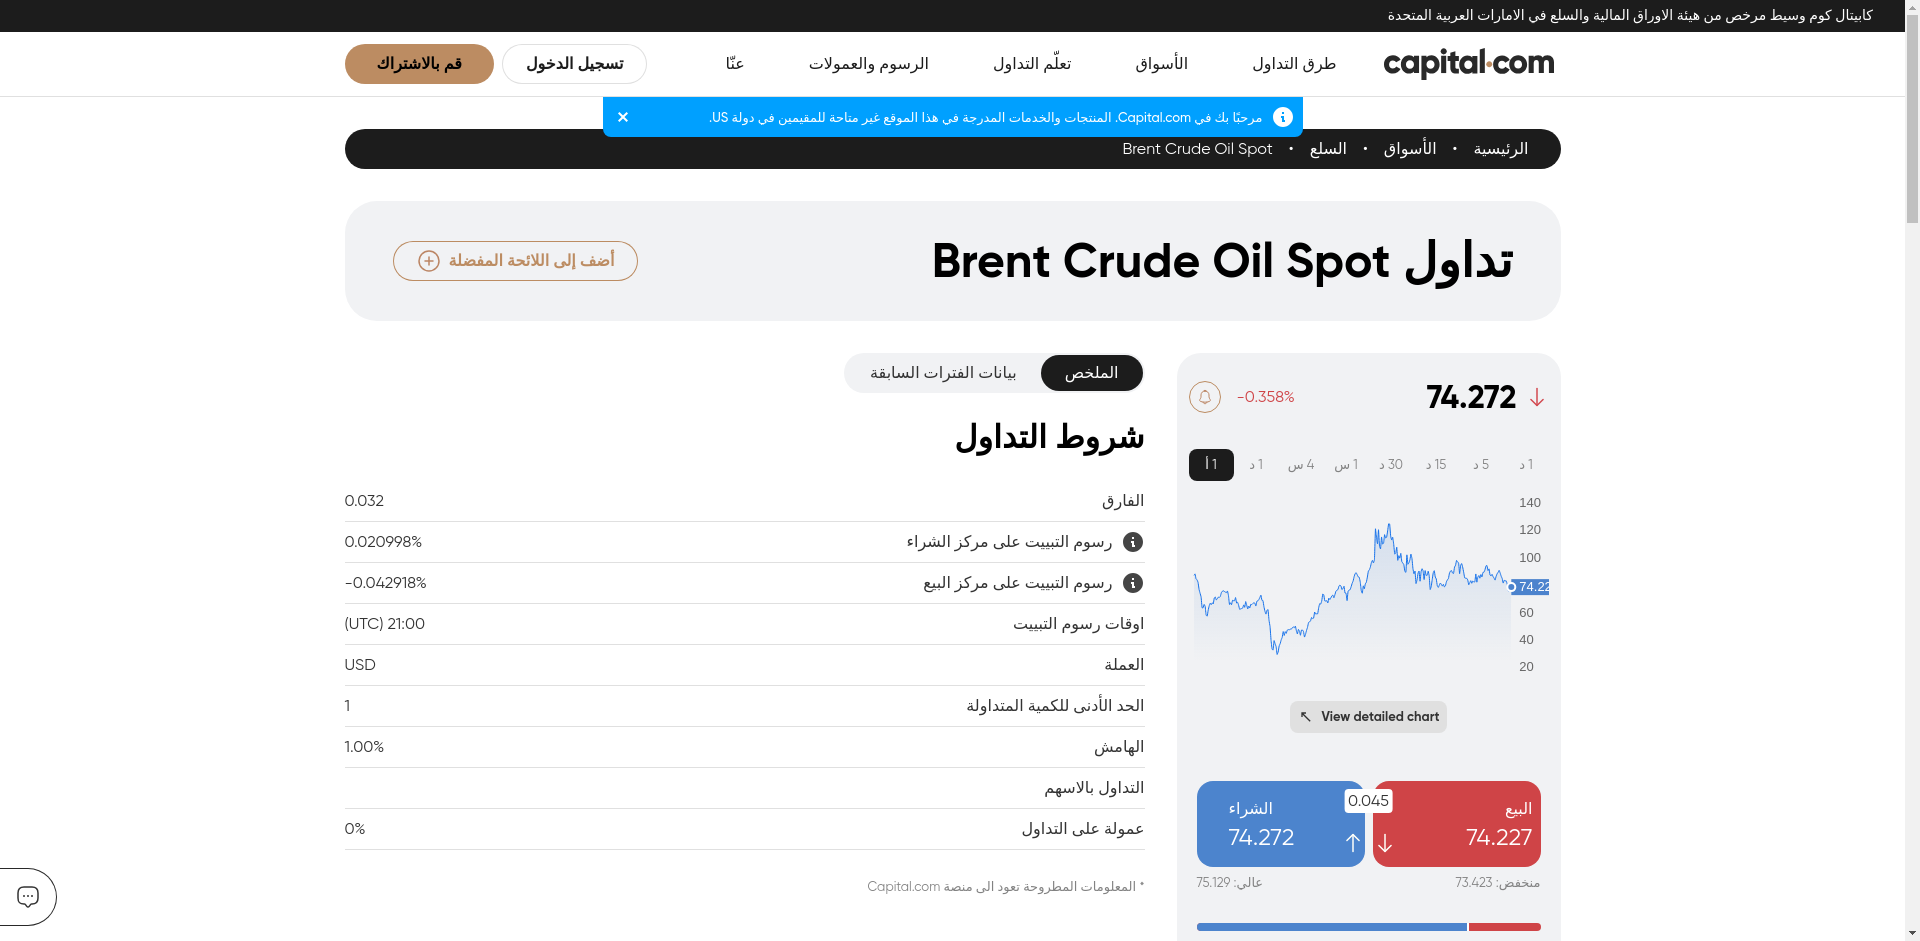 كابيتال كوم وسيط مرخص من هيئة الاوراق المالية والسلع في الامارات العربية المتحدة
capital.com
طرق التداول
الأسواق
تعلّم التداول
الرسوم والعمولات
عنّا
تسجيل الدخول
قم بالاشتراك
مرحبًا بك في Capital.com. المنتجات والخدمات المدرجة في هذا الموقع غير متاحة للمقيمين في دولة US.
الرئيسية • الأسواق • السلع • Brent Crude Oil Spot
تداول Brent Crude Oil Spot
أضف إلى اللائحة المفضلة
74.272
-0.358%
1 د
5 د
15 د
30 د
1 س
4 س
1 د
1 أ
140
120
100
74.22
60
40
20
View detailed chart
البيع
74.227
0.045
الشراء
74.272
منخفض: 73.423
عالي: 75.129
الملخص
بيانات الفترات السابقة
شروط التداول
الفارق 0.032
رسوم التبييت على مركز الشراء 0.020998%
رسوم التبييت على مركز البيع -0.042918%
اوقات رسوم التبييت 21:00 (UTC)
العملة USD
الحد الأدنى للكمية المتداولة 1
الهامش 1.00%
التداول بالاسهم
عمولة على التداول 0%
* المعلومات المطروحة تعود الى منصة Capital.com